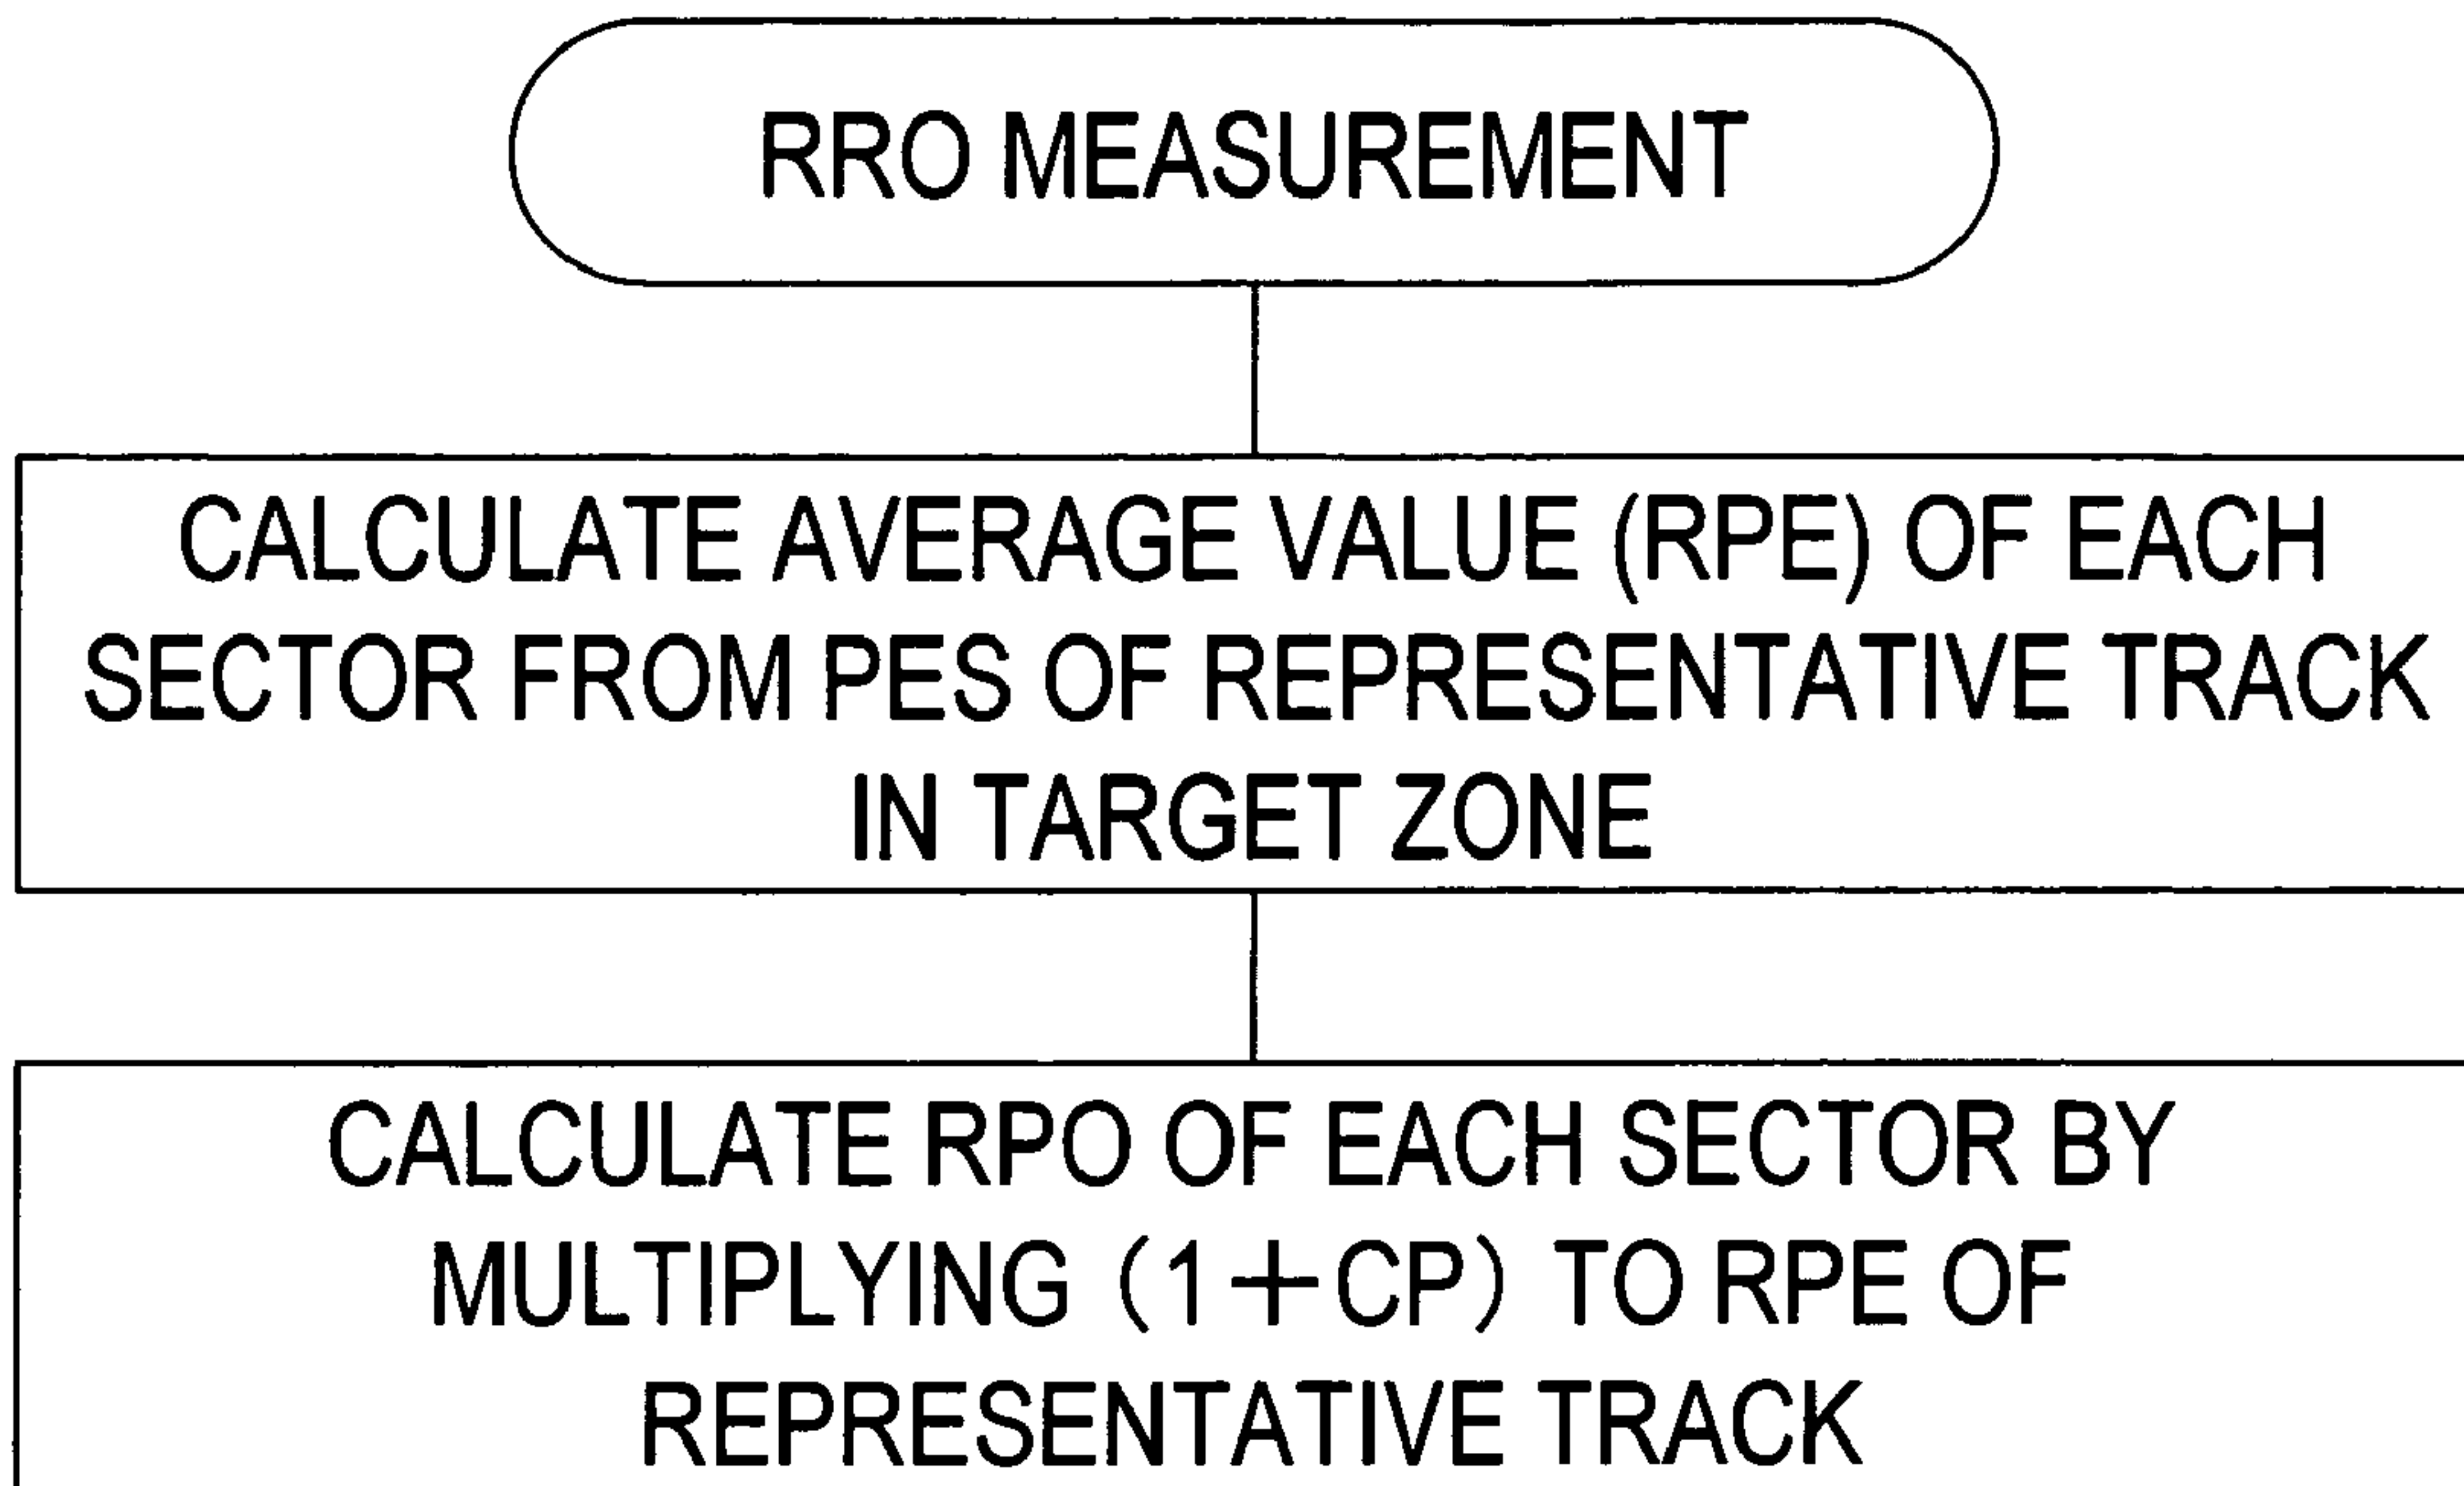 RRO MEASUREMENT
CALCULATE AVERAGE VALUE (RPE) OF EACH
SECTOR FROM PES OF REPRESENTATIVE TRACK
IN TARGET ZONE
CALCULATE RPO OF EACH SECTOR BY
MULTIPLYING (1+CP) TO RPE OF
REPRESENTATIVE TRACK